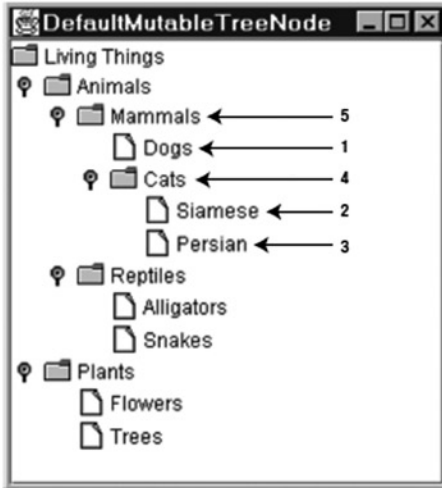 DefaultMutableTreeNode
Living Things
Animals
Mammals 5
Dogs 1
Cats 4
Siamese 2
Persian 3
Reptiles
Alligators
Snakes
Plants
Flowers
Trees